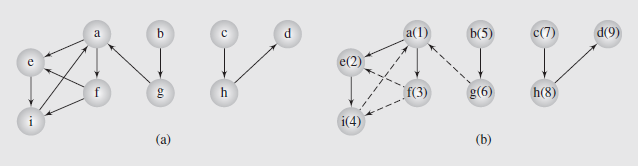 a b c d
e
f g h
i
(a)
a(1) b(5) c(7) d(9)
e(2)
f(3) g(6) h(8)
i(4)
(b)